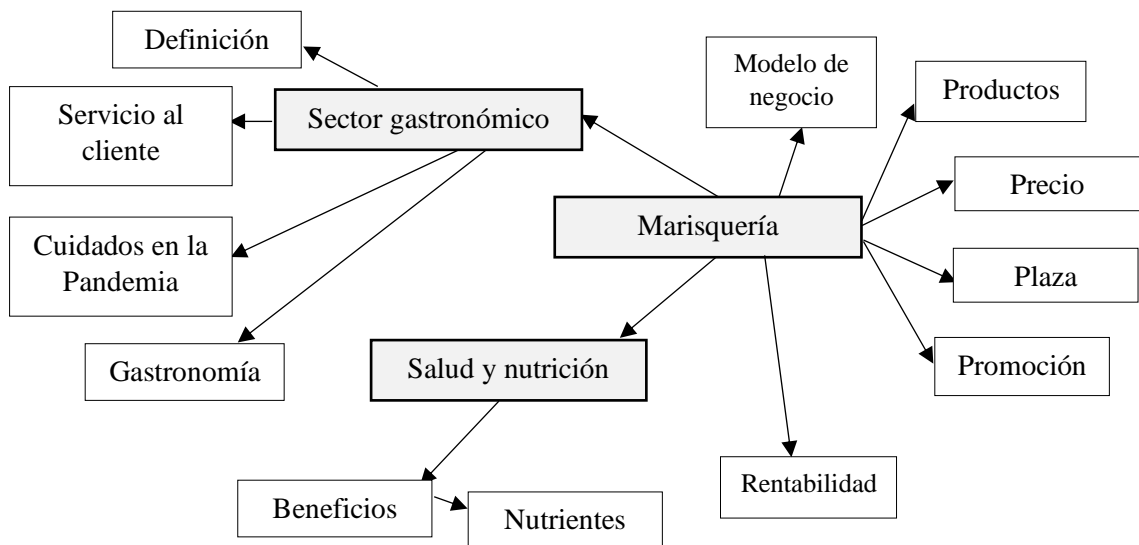 Definición
Modelo de
negocio
Productos
Servicio al
cliente
Sector gastronómico
Precio
Marisquería
Cuidados en la
Pandemia
Plaza
Gastronomía
Salud y nutrición
Promoción
Rentabilidad
Beneficios
Nutrientes